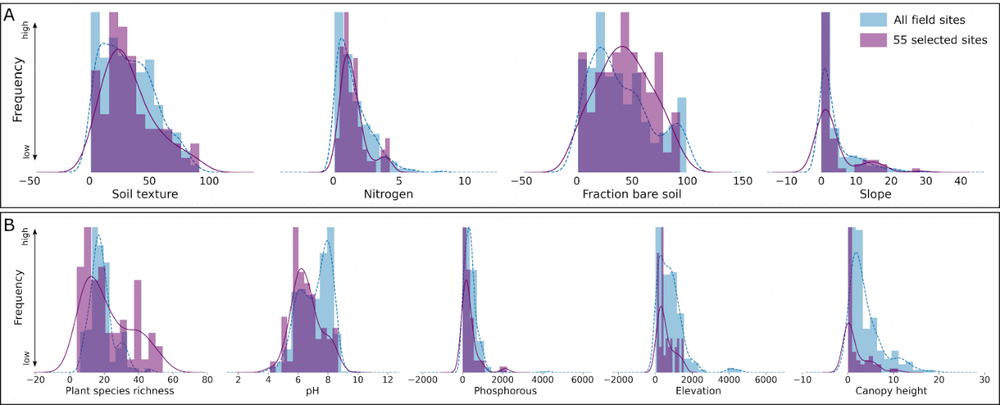 A
high
Frequency
low
All field sites
55 selected sites
−50 0 50 100
Soil texture
0 5 10
Nitrogen
−50 0 50 100 150
Fraction bare soil
−10 0 10 20 30 40
Slope
B
high
Frequency
low
−20 0 20 40 60 80
Plant species richness
2 4 6 8 10 12
pH
−2000 0 2000 4000 6000
Phosphorous
−2000 0 2000 4000 6000
Elevation
−10 0 10 20 30
Canopy height